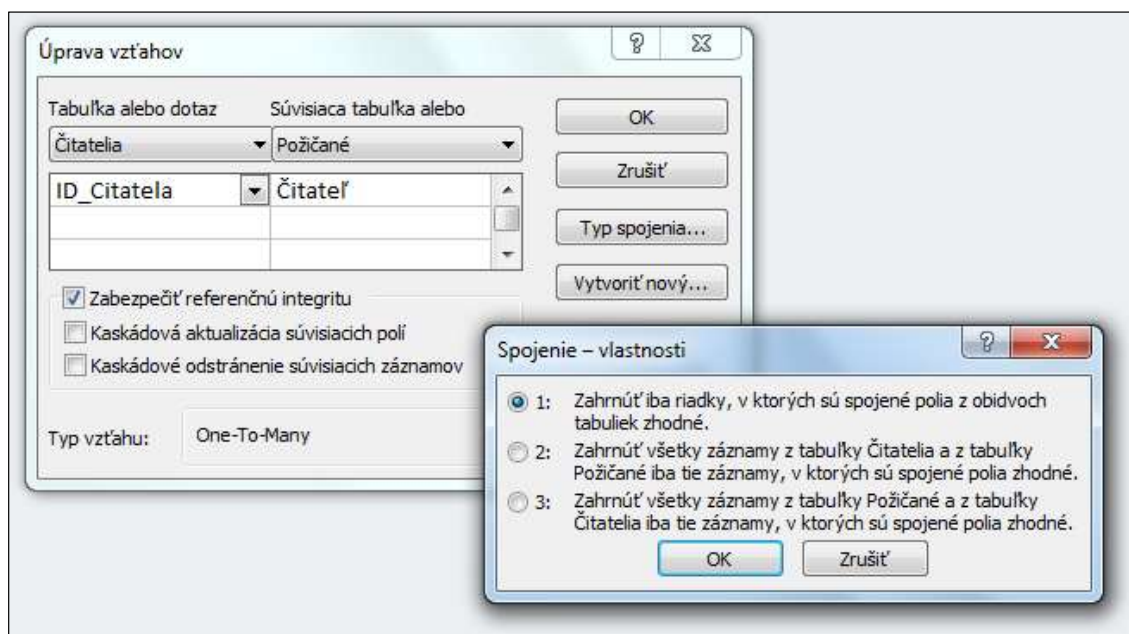 Úprava vzťahov
Tabuľka alebo dotaz Súvisiaca tabuľka alebo
Čitatelia Požičané
ID_Citatela Čitateľ
OK
Zrušiť
Typ spojenia...
Vytvoriť nový...
Zabezpečiť referenčnú integritu
Kaskádová aktualizácia súvisiacich polí
Kaskádové odstránenie súvisiacich záznamov
Typ vzťahu: One-To-Many
Spojenie – vlastnosti
1: Zahrnúť iba riadky, v ktorých sú spojené polia z obidvoch
tabuliek zhodné.
2: Zahrnúť všetky záznamy z tabuľky Čitatelia a z tabuľky
Požičané iba tie záznamy, v ktorých sú spojené polia zhodné.
3: Zahrnúť všetky záznamy z tabuľky Požičané a z tabuľky
Čitatelia iba tie záznamy, v ktorých sú spojené polia zhodné.
OK Zrušiť